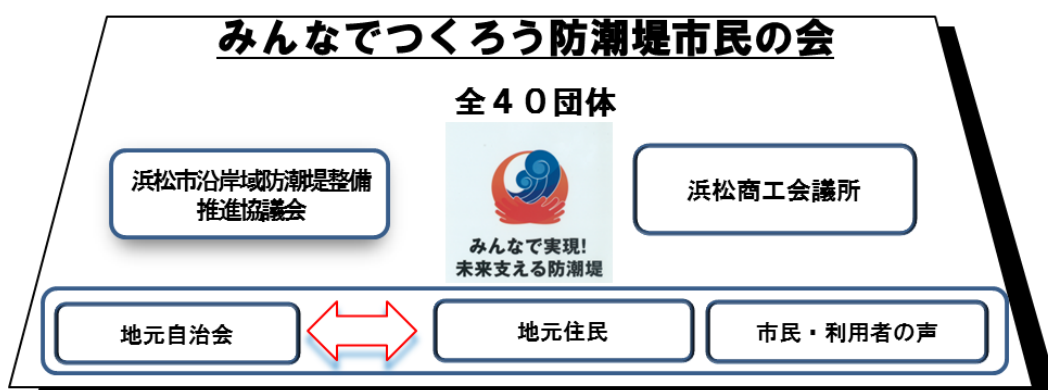 みんなでつくろう防潮堤市民の会
全４０団体
浜松市沿岸域防潮堤整備
推進協議会
みんなで実現!
未来支える防潮堤
浜松商工会議所
地元自治会
地元住民
市民・利用者の声